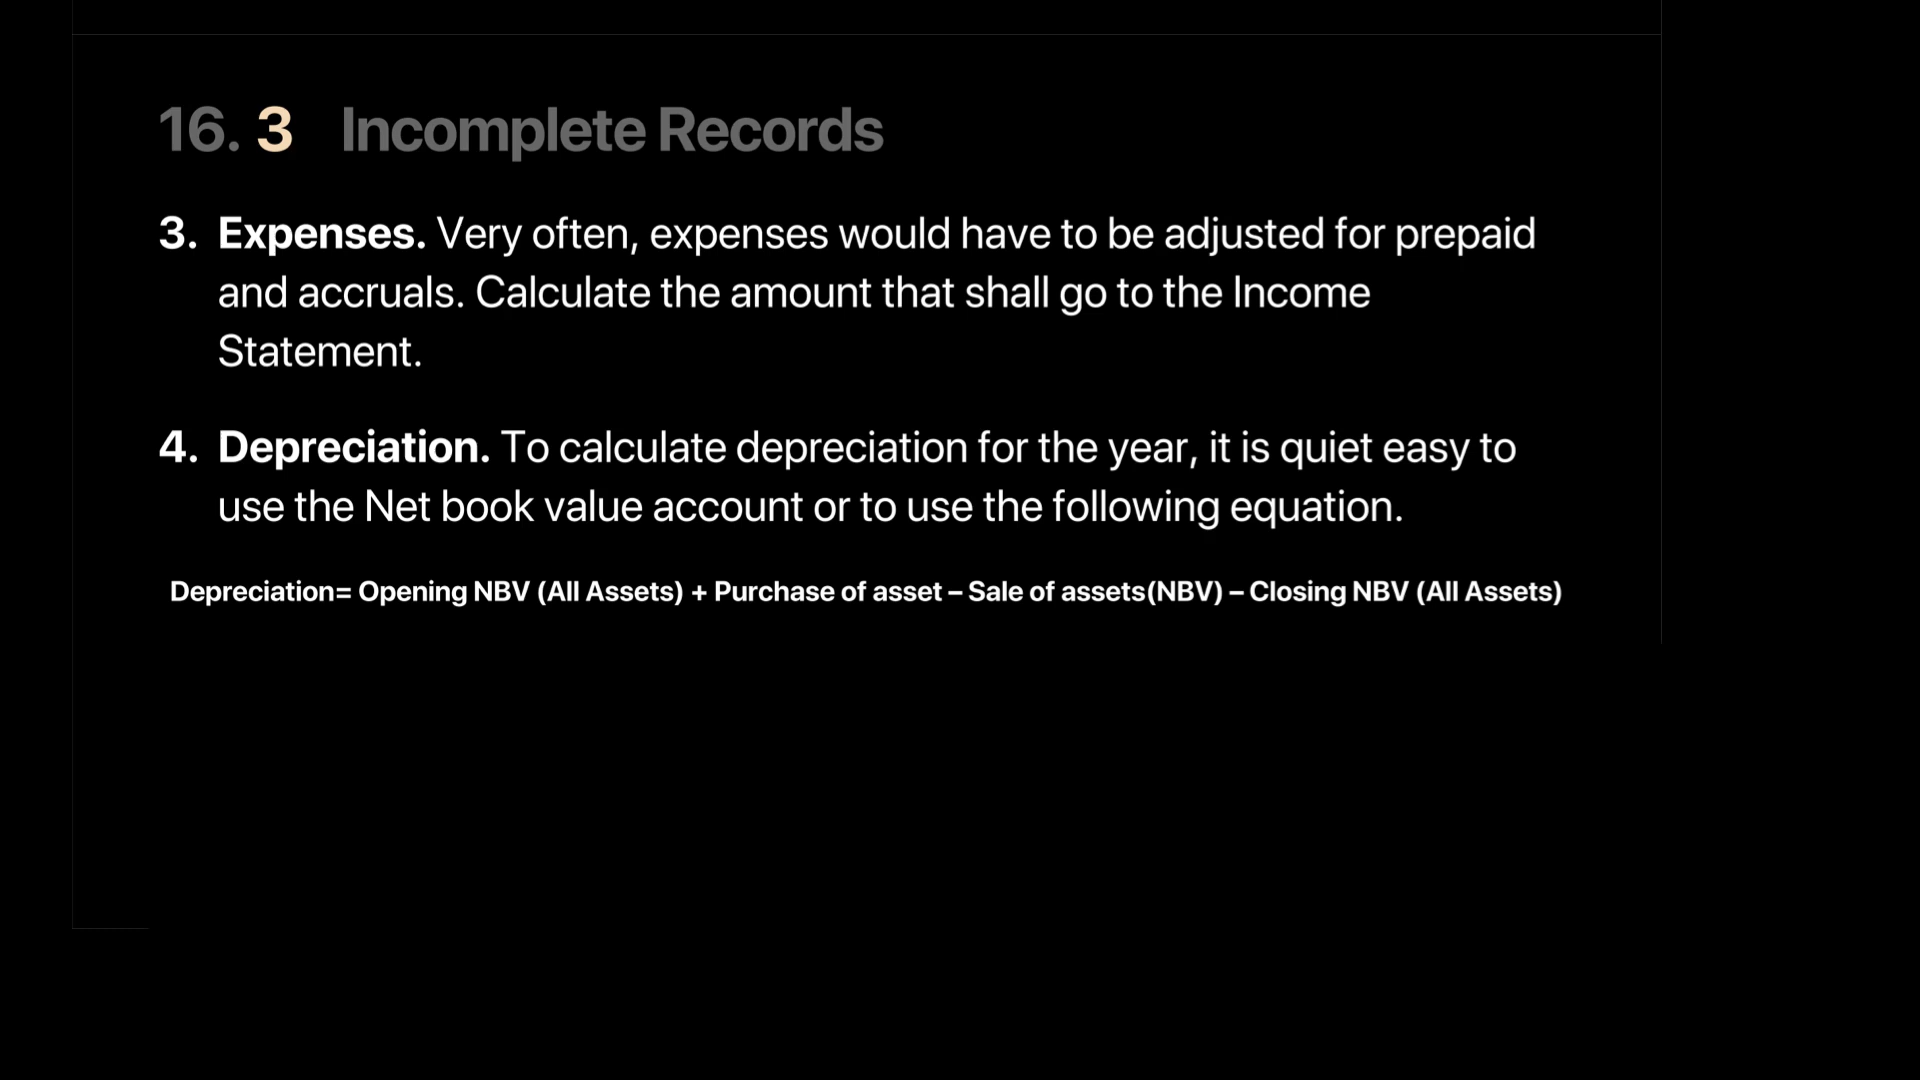 16. 3 Incomplete Records
3. Expenses. Very often, expenses would have to be adjusted for prepaid
and accruals. Calculate the amount that shall go to the Income
Statement.
4. Depreciation. To calculate depreciation for the year, it is quiet easy to
use the Net book value account or to use the following equation.
Depreciation= Opening NBV (All Assets) + Purchase of asset – Sale of assets(NBV) – Closing NBV (All Assets)